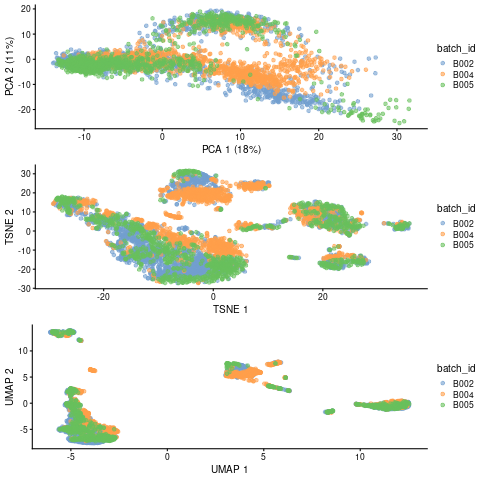 20
10
0
-10
-20
PCA 2 (11%)
-10 0 10 20 30
PCA 1 (18%)
batch_id
B002
B004
B005
30
20
10
0
-10
-20
-30
TSNE 2
-20 0 20
TSNE 1
batch_id
B002
B004
B005
10
5
0
-5
UMAP 2
-5 0 5 10
UMAP 1
batch_id
B002
B004
B005